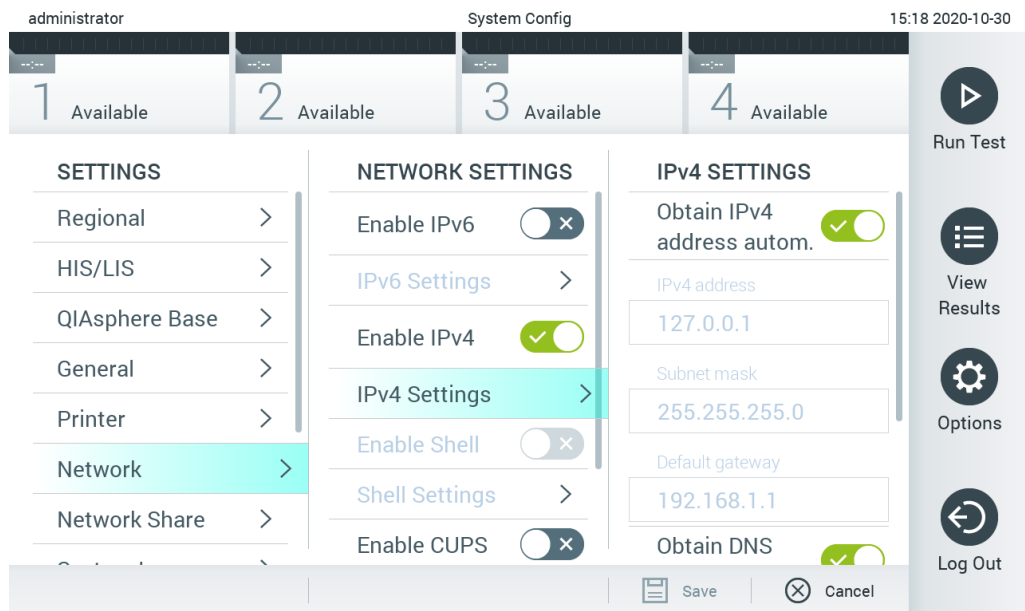 administrator
System Config
15:18 2020-10-30
--:--
--:--
--:--
--:--
1 Available
2 Available
3 Available
4 Available
Run Test
View
Results
Options
Log Out
SETTINGS
Regional
HIS/LIS
QIAsphere Base
General
Printer
Network
Network Share
NETWORK SETTINGS
Enable IPv6
IPv6 Settings
Enable IPv4
IPv4 Settings
Enable Shell
Shell Settings
Enable CUPS
IPv4 SETTINGS
Obtain IPv4
address autom.
IPv4 address
127.0.0.1
Subnet mask
255.255.255.0
Default gateway
192.168.1.1
Obtain DNS
Save
Cancel